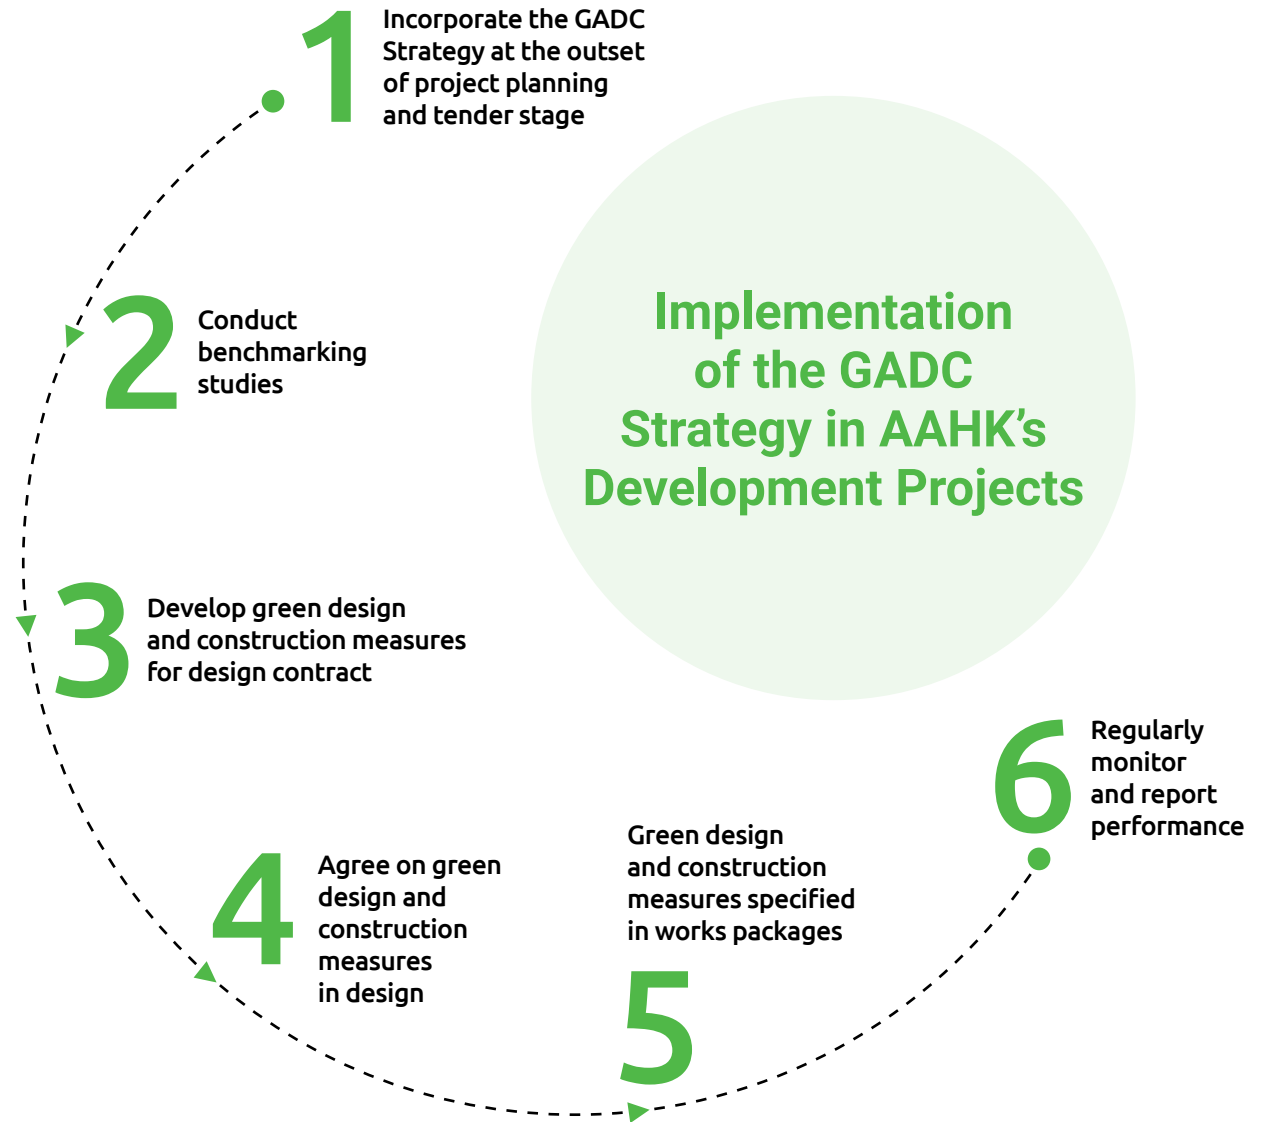 1
Incorporate the GADC
Strategy at the outset
of project planning
and tender stage
Implementation
of the GADC
Strategy in AAHK’s
Development Projects
2
Conduct
benchmarking
studies
3
Develop green design
and construction measures
for design contract
4
Agree on green
design and
construction
measures
in design
5
Green design
and construction
measures specified
in works packages
6
Regularly
monitor
and report
performance